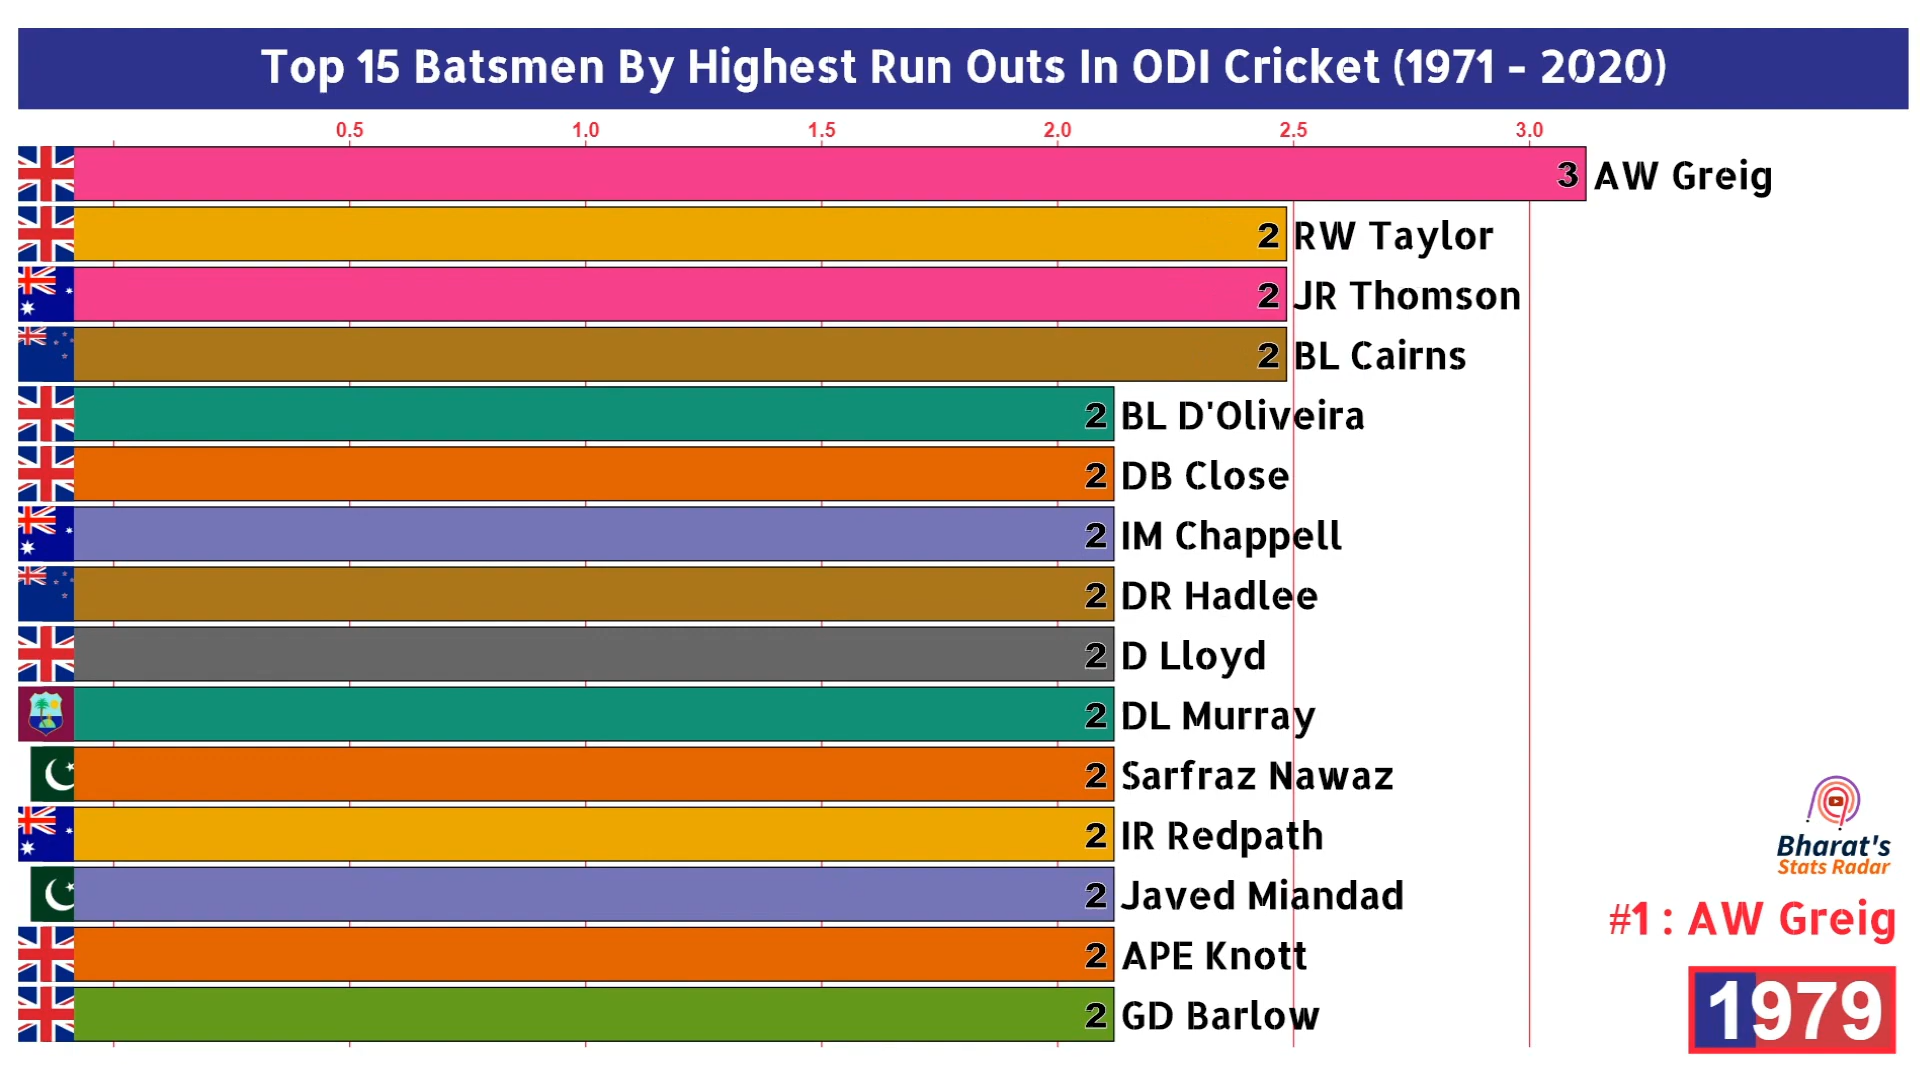 Top 15 Batsmen By Highest Run Outs In ODI Cricket (1971 - 2020)
0.5 1.0 1.5 2.0 2.5 3.0
3 AW Greig
2 RW Taylor
2 JR Thomson
2 BL Cairns
2 BL D'Oliveira
2 DB Close
2 IM Chappell
2 DR Hadlee
2 D Lloyd
2 DL Murray
2 Sarfraz Nawaz
2 IR Redpath
2 Javed Miandad
2 APE Knott
2 GD Barlow
Bharat's
Stats Radar
#1 : AW Greig
1979